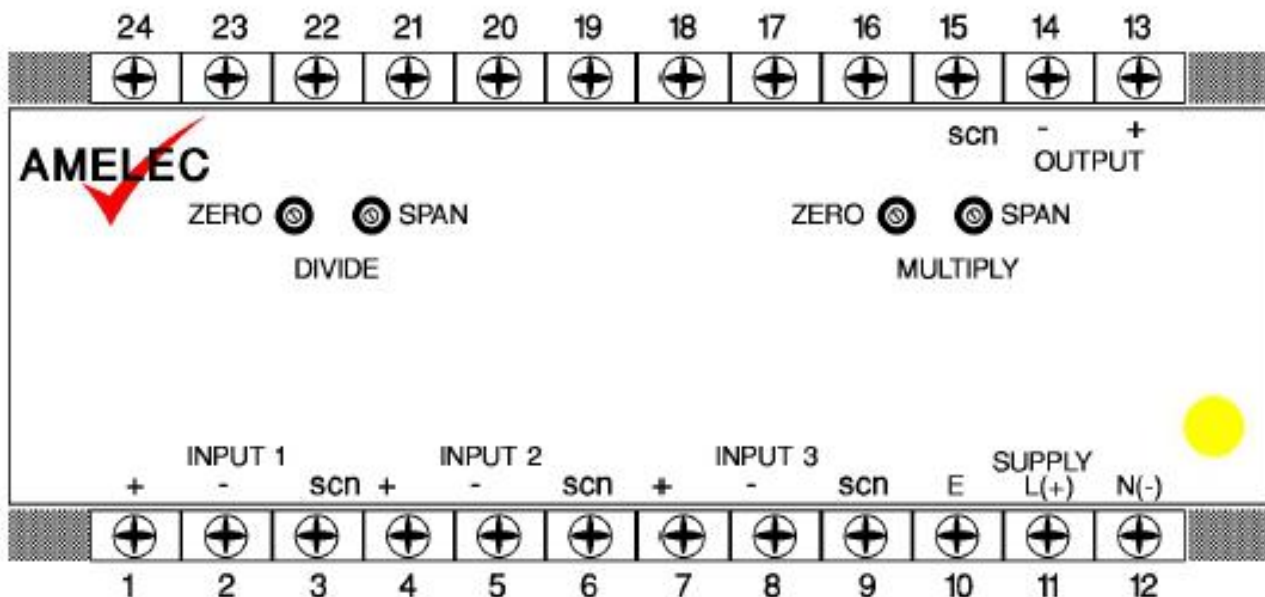 24 23 22 21 20 19 18 17 16 15 14 13
scn - +
OUTPUT
AMELEC
ZERO SPAN ZERO SPAN
DIVIDE MULTIPLY
INPUT 1 INPUT 2 INPUT 3 SUPPLY
+ - scn + - scn + - scn E L(+) N(-)
1 2 3 4 5 6 7 8 9 10 11 12